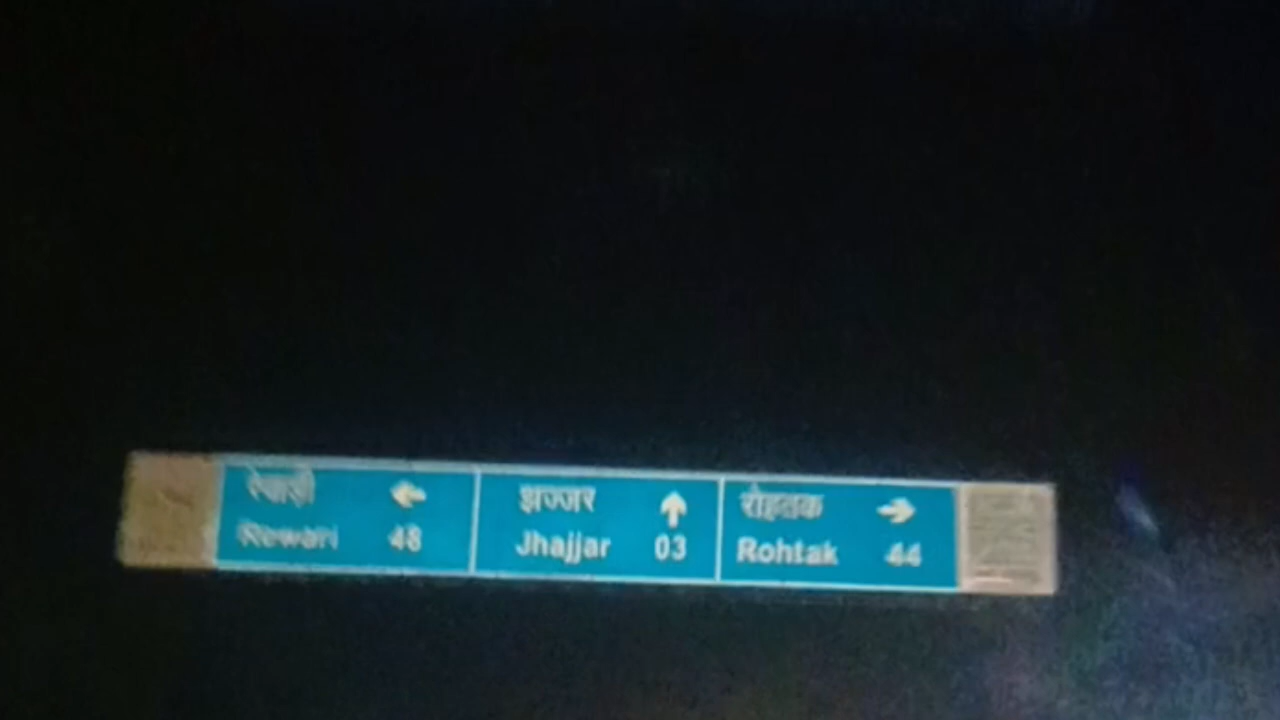 रेवाड़ी ←
Rewari 48
झज्जर ↑
Jhajjar 03
रोहतक →
Rohtak 44